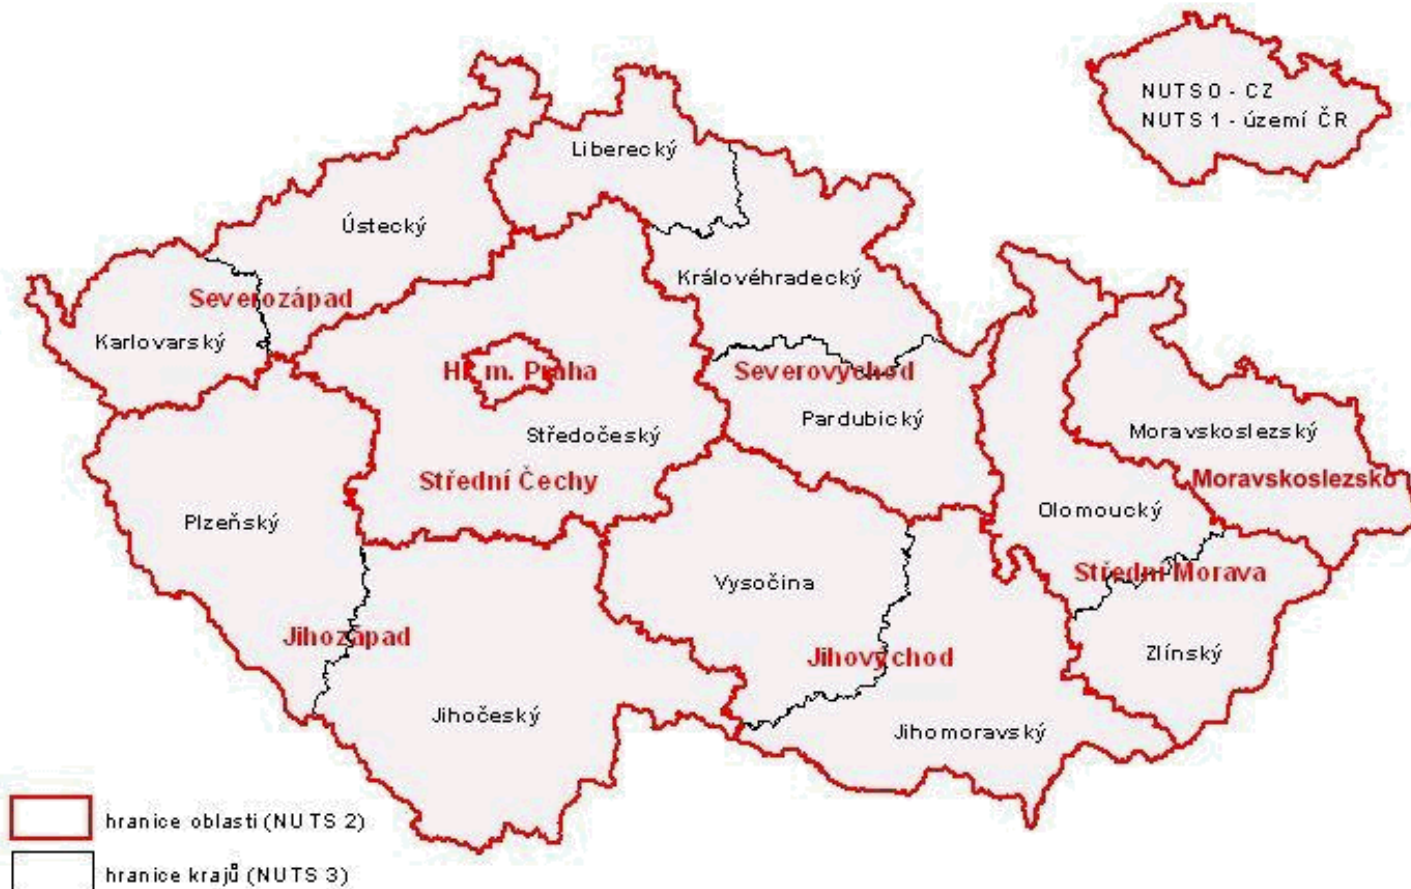 NUTS 0 - CZ
NUTS 1 - území ČR
Liberecký
Ústecký
Královéhradecký
Severozápad
Karlovarský
Hl. m. Praha
Severovýchod
Pardubický
Středočeský
Moravskoslezský
Střední Čechy
Moravskoslezsko
Olomoucký
Plzeňský
Střední Morava
Vysočina
Jihozápad
Zlínský
Jihovýchod
Jihočeský
Jihomoravský
hranice oblastí (NUTS 2)
hranice krajů (NUTS 3)